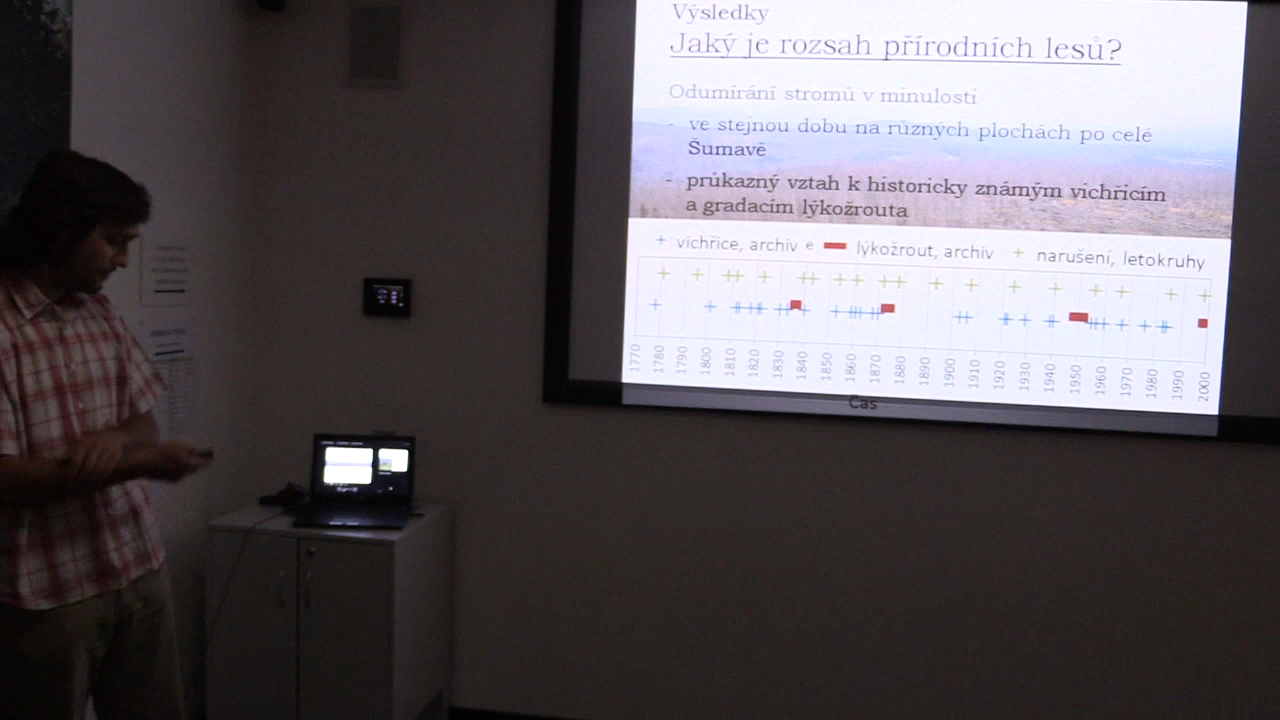 Výsledky
Jaký je rozsah přírodních lesů?
Odumírání stromů v minulosti
- ve stejnou dobu na různých plochách po celé
Šumavě
- průkazný vztah k historicky známým vichřicím
a gradacím lýkožrouta
vichřice, archiv e lýkožrout, archiv narušení, letokruhy
1770 1780 1790 1800 1810 1820 1830 1840 1850 1860 1870 1880 1890 1900 1910 1920 1930 1940 1950 1960 1970 1980 1990 2000
Čas